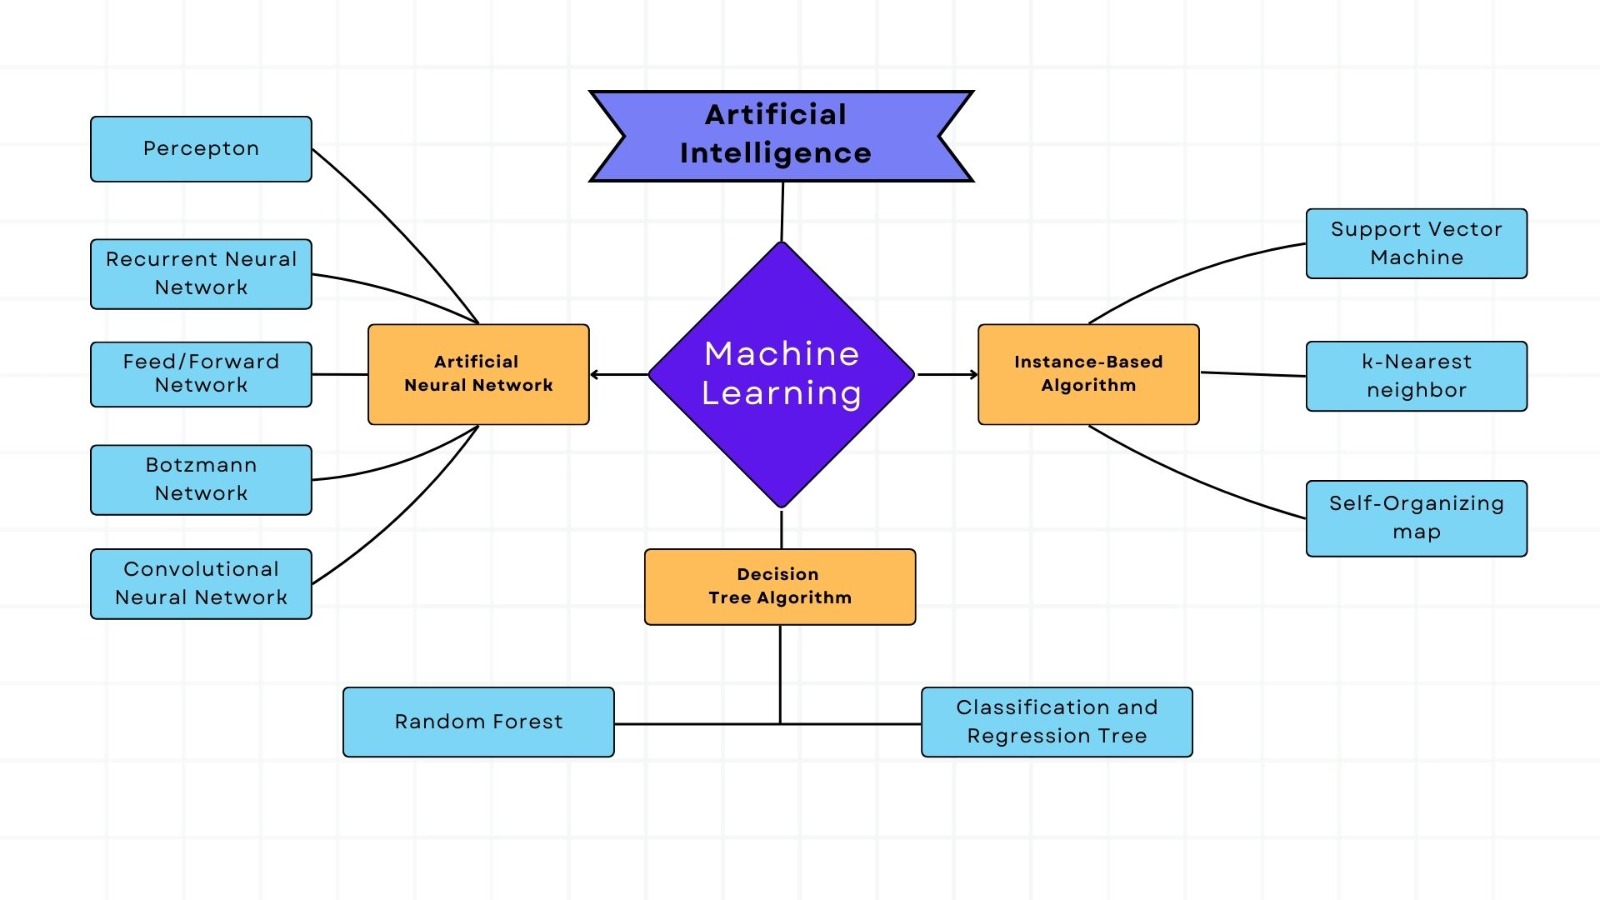 Artificial
Intelligence
Percepton
Recurrent Neural
Network
Feed/Forward
Network
Botzmann
Network
Convolutional
Neural Network
Artificial
Neural Network
Machine
Learning
Instance-Based
Algorithm
Support Vector
Machine
k-Nearest
neighbor
Self-Organizing
map
Decision
Tree Algorithm
Random Forest
Classification and
Regression Tree